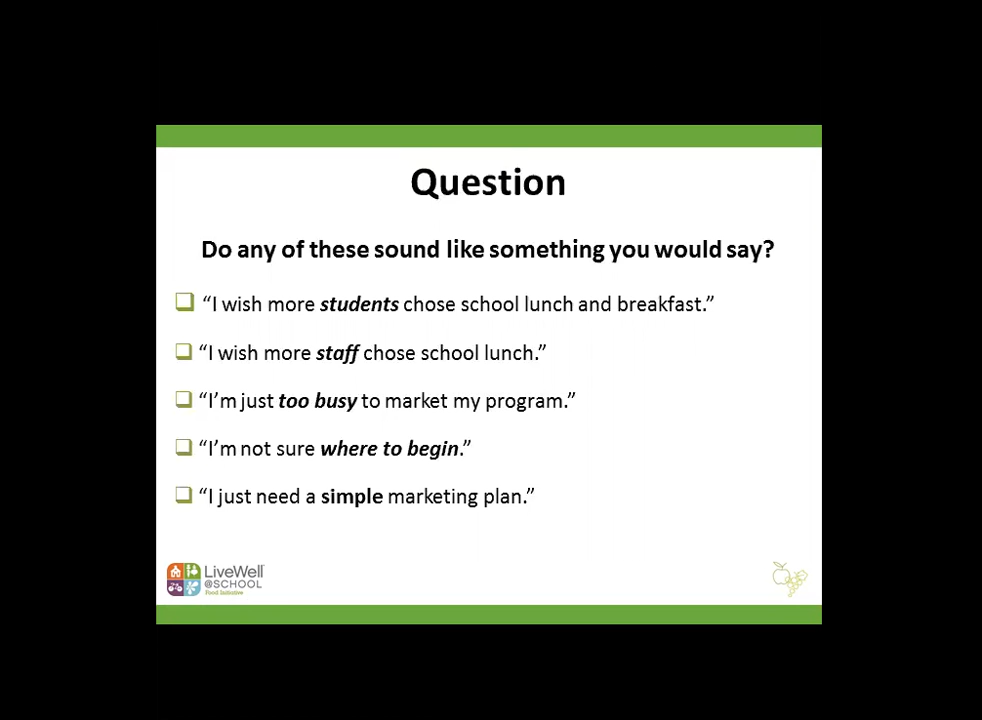 Question
Do any of these sound like something you would say?
“I wish more students chose school lunch and breakfast.”
“I wish more staff chose school lunch.”
“I’m just too busy to market my program.”
“I’m not sure where to begin.”
“I just need a simple marketing plan.”
LiveWell
@SCHOOL
Food Initiative